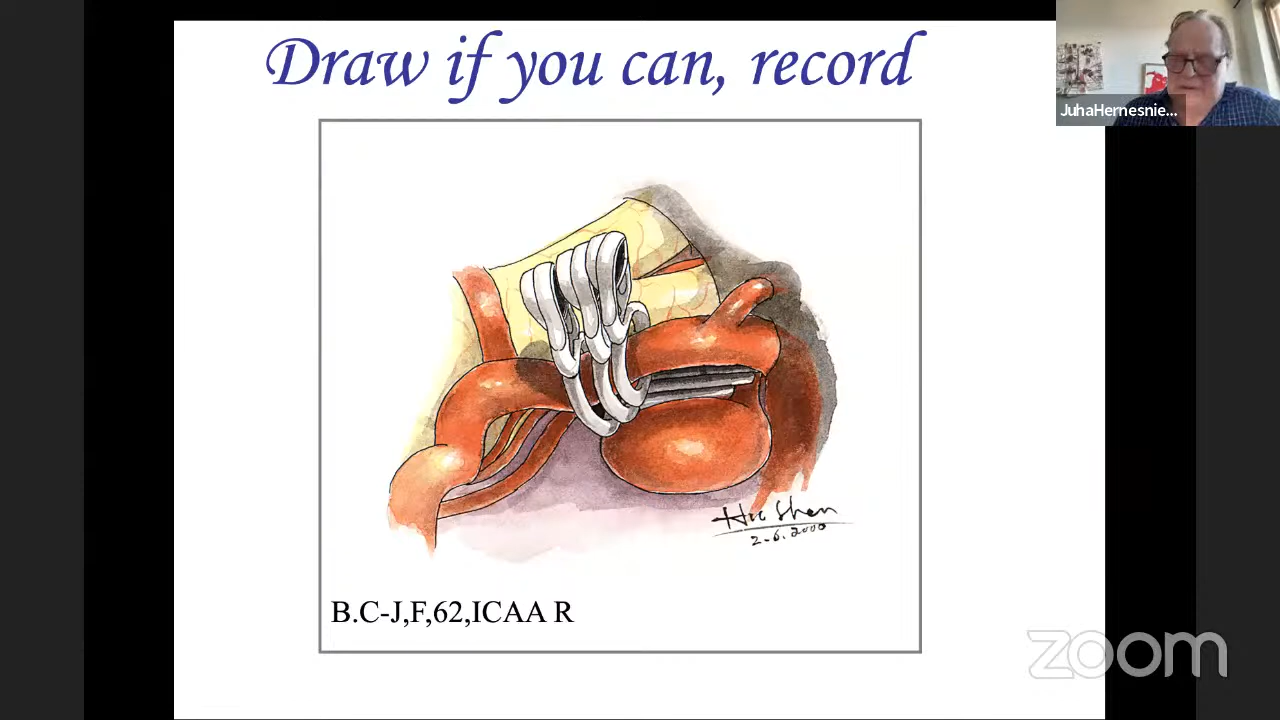 Draw if you can, record
JuhaHernesnie...
Hu Shen
2-6.2000
B.C-J,F,62,ICAA R
zoom